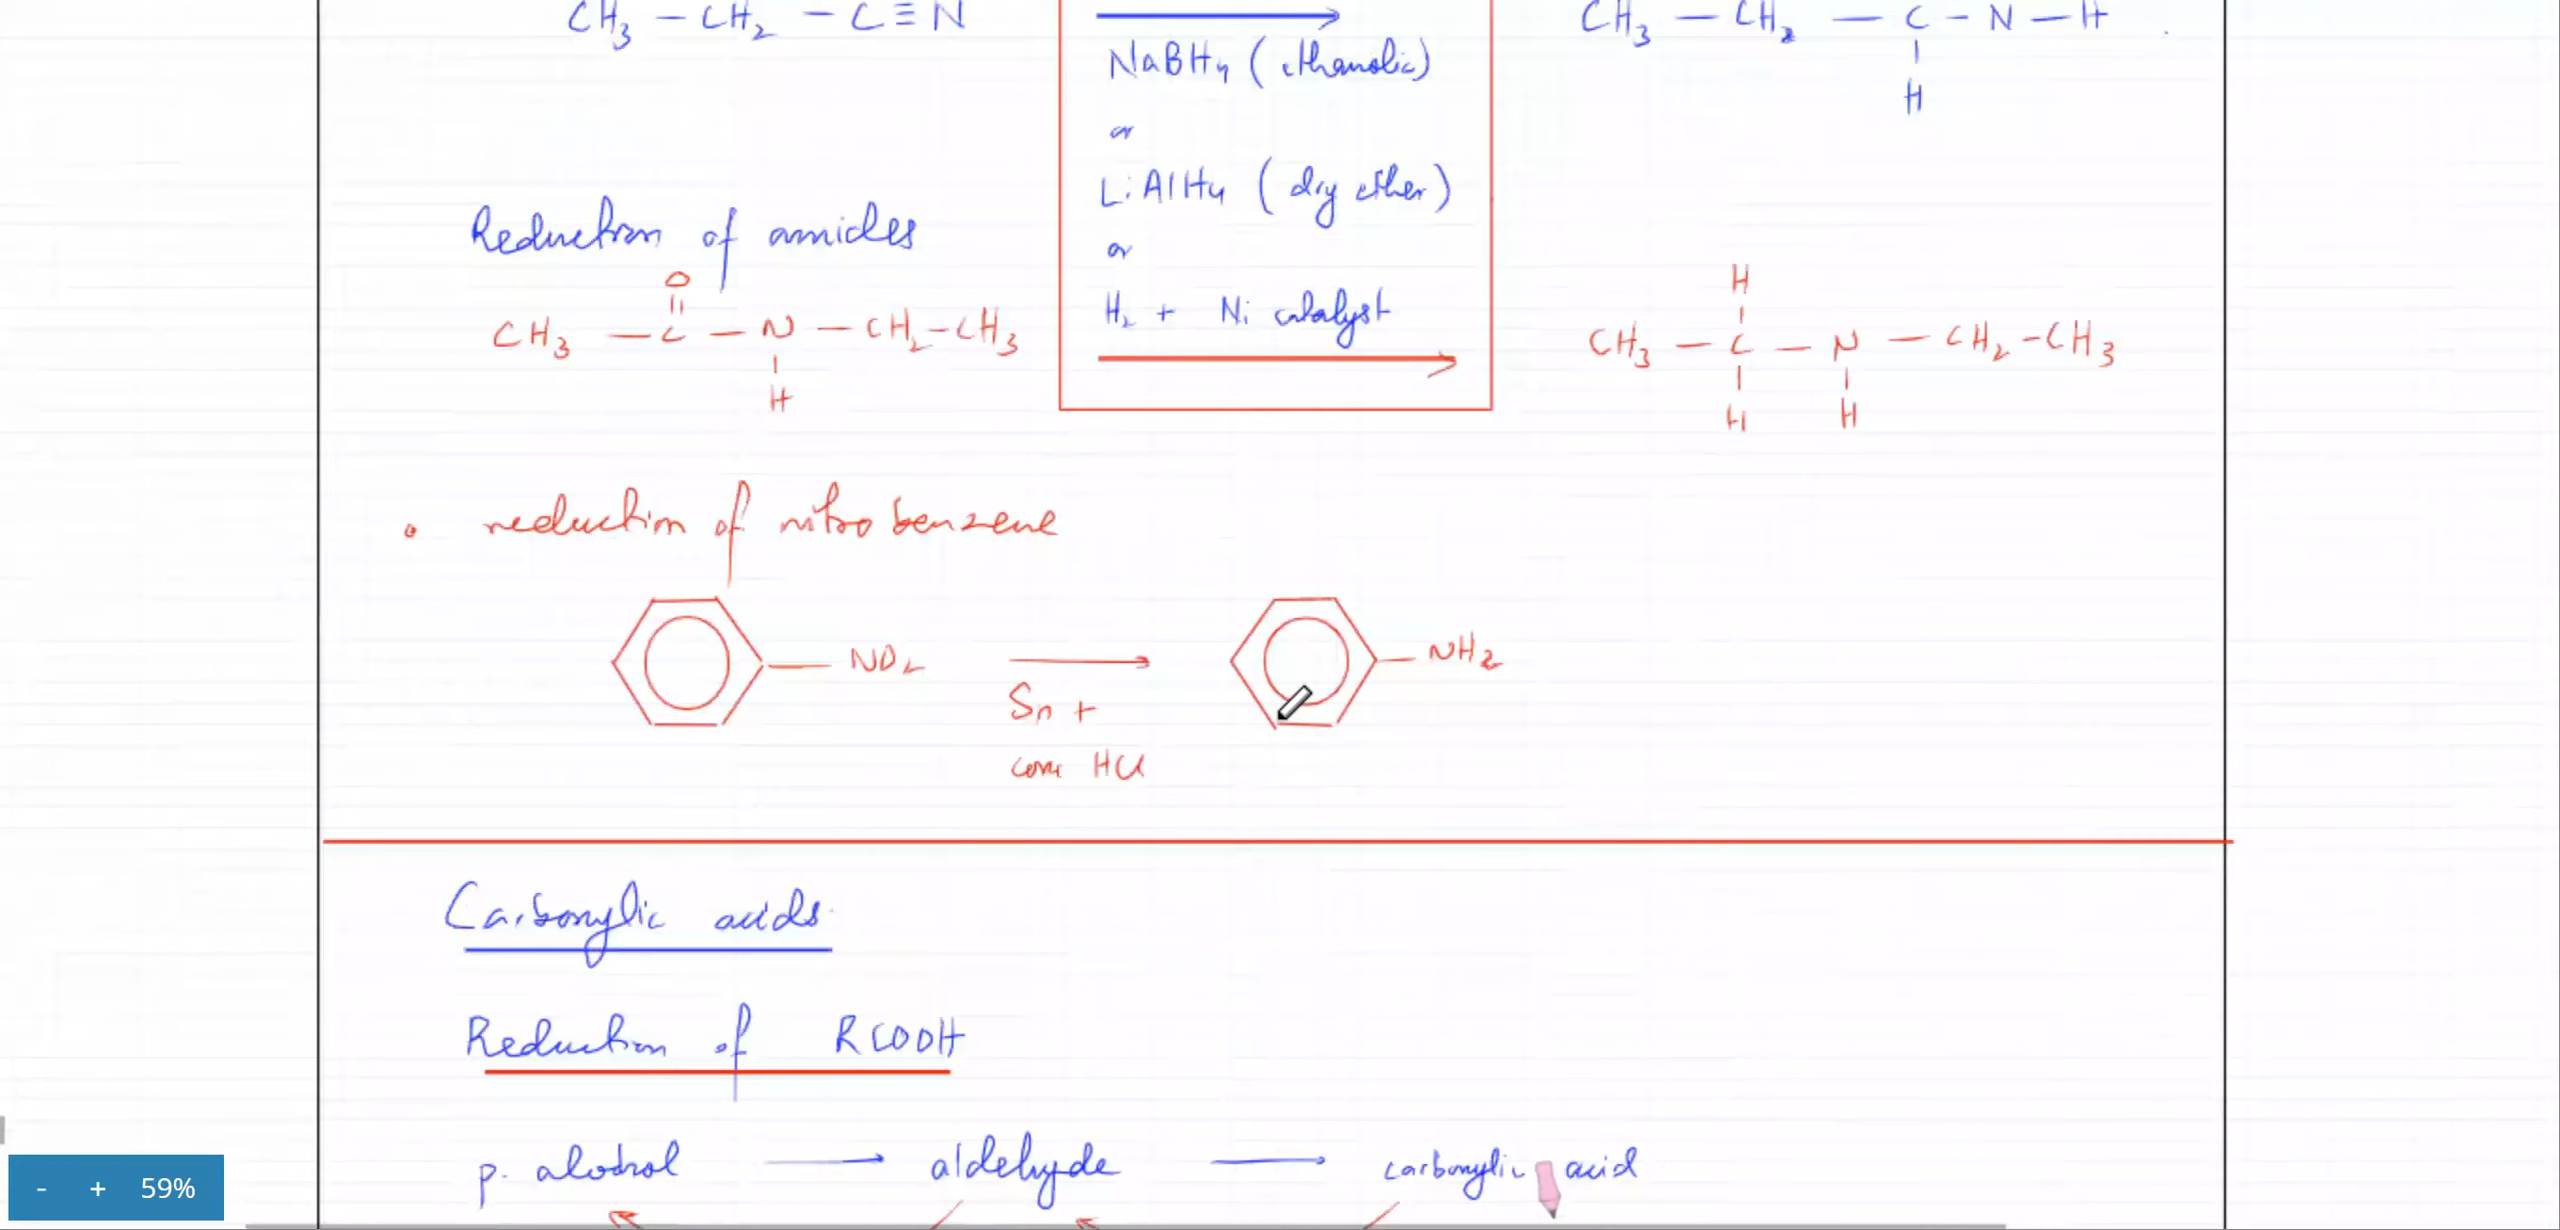 CH3 — CH2 — C ≡ N
CH3 — CH2 — C — N — H
H
NaBH4 (ethanolic)
or
LiAlH4 (dry ether)
or
H2 + Ni catalyst
Reduction of amides
O
CH3 — C — N — CH2 — CH3
H
H
CH3 — C — N — CH2 — CH3
H H
• reduction of nitrobenzene
NO2
Sn +
conc HCl
NH2
Carboxylic acids
Reduction of RCOOH
p. alcohol → aldehyde → carboxylic acid
- + 59%